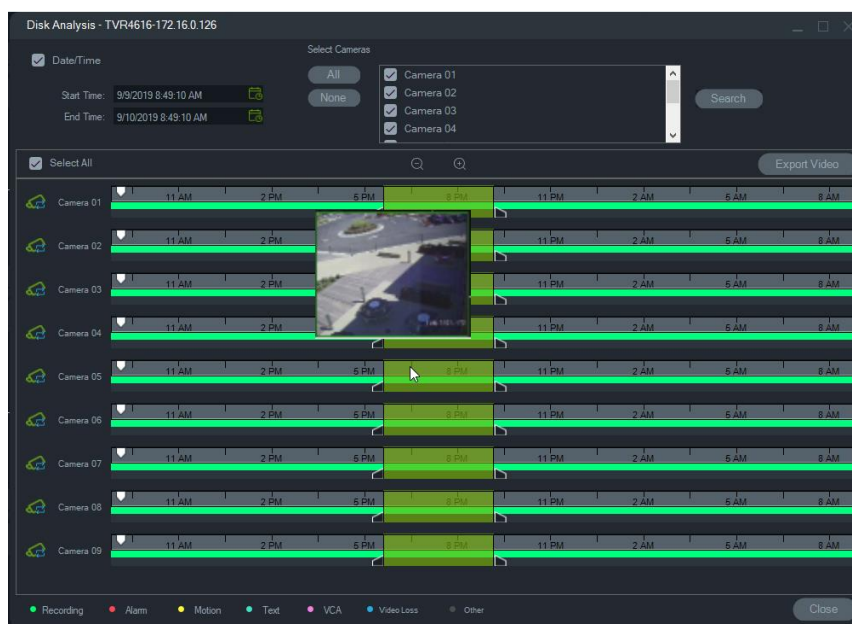 Disk Analysis - TVR4616-172.16.0.126
Select Cameras
Date/Time
All
None
Camera 01
Camera 02
Camera 03
Camera 04
Search
Start Time: 9/9/2019 8:49:10 AM
End Time: 9/10/2019 8:49:10 AM
Select All
Export Video
Camera 01 11 AM 2 PM 5 PM 8 PM 11 PM 2 AM 5 AM 8 AM
Camera 02 11 AM 2 PM 11 PM 2 AM 5 AM 8 AM
Camera 03 11 AM 2 PM 11 PM 2 AM 5 AM 8 AM
Camera 04 11 AM 2 PM 11 PM 2 AM 5 AM 8 AM
Camera 05 11 AM 2 PM 5 PM 8 PM 11 PM 2 AM 5 AM 8 AM
Camera 06 11 AM 2 PM 5 PM 8 PM 11 PM 2 AM 5 AM 8 AM
Camera 07 11 AM 2 PM 5 PM 8 PM 11 PM 2 AM 5 AM 8 AM
Camera 08 11 AM 2 PM 5 PM 8 PM 11 PM 2 AM 5 AM 8 AM
Camera 09 11 AM 2 PM 5 PM 8 PM 11 PM 2 AM 5 AM 8 AM
Recording Alarm Motion Text VCA Video Loss Other
Close